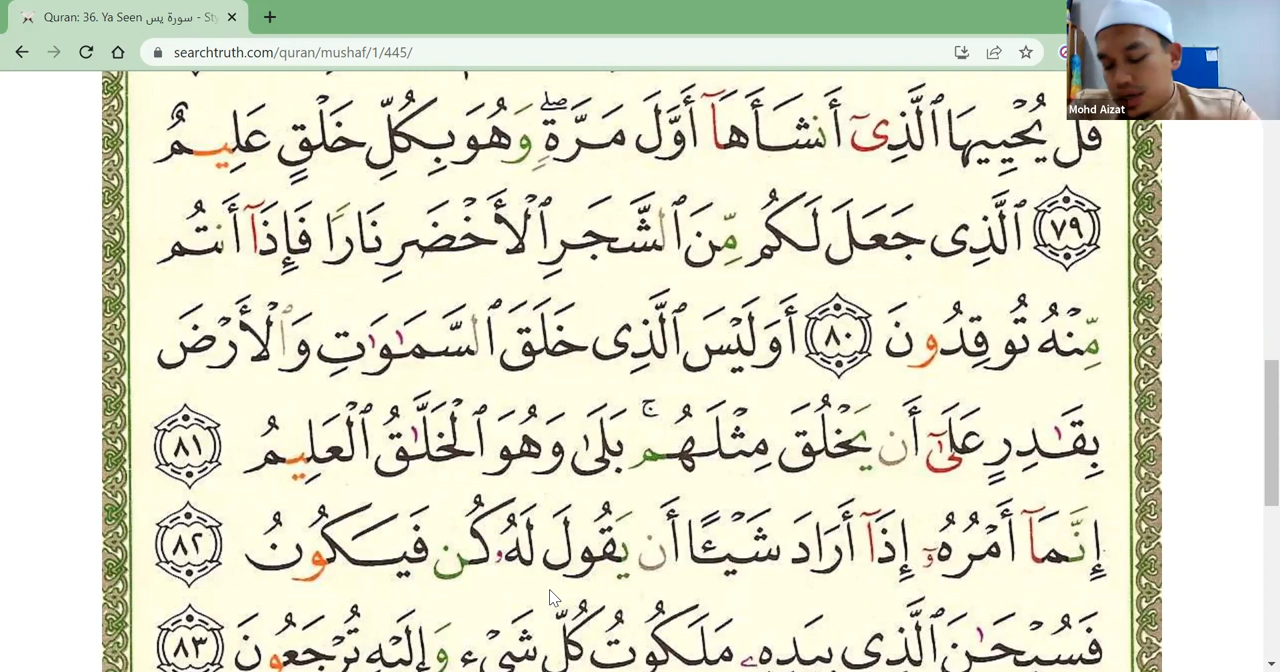 Quran: 36. Ya Seen سورة يس - Sty
searchtruth.com/quran/mushaf/1/445/
Mohd Aizat
قُلْ يُحْيِيهَا ٱلَّذِىٓ أَنشَأَهَآ أَوَّلَ مَرَّةٍۖ وَهُوَ بِكُلِّ خَلْقٍ عَلِيمٌ
٧٩ ٱلَّذِى جَعَلَ لَكُم مِّنَ ٱلشَّجَرِ ٱلْأَخْضَرِ نَارًا فَإِذَآ أَنتُم
مِّنْهُ تُوقِدُونَ ٨٠ أَوَلَيْسَ ٱلَّذِى خَلَقَ ٱلسَّمَٰوَٰتِ وَٱلْأَرْضَ
بِقَٰدِرٍ عَلَىٰٓ أَن يَخْلُقَ مِثْلَهُمۚ بَلَىٰ وَهُوَ ٱلْخَلَّٰقُ ٱلْعَلِيمُ ٨١
إِنَّمَآ أَمْرُهُۥٓ إِذَآ أَرَادَ شَيْـًٔا أَن يَقُولَ لَهُۥ كُن فَيَكُونُ ٨٢
فَسُبْحَٰنَ ٱلَّذِى بِيَدِهِۦ مَلَكُوتُ كُلِّ شَىْءٍ وَإِلَيْهِ تُرْجَعُونَ ٨٣